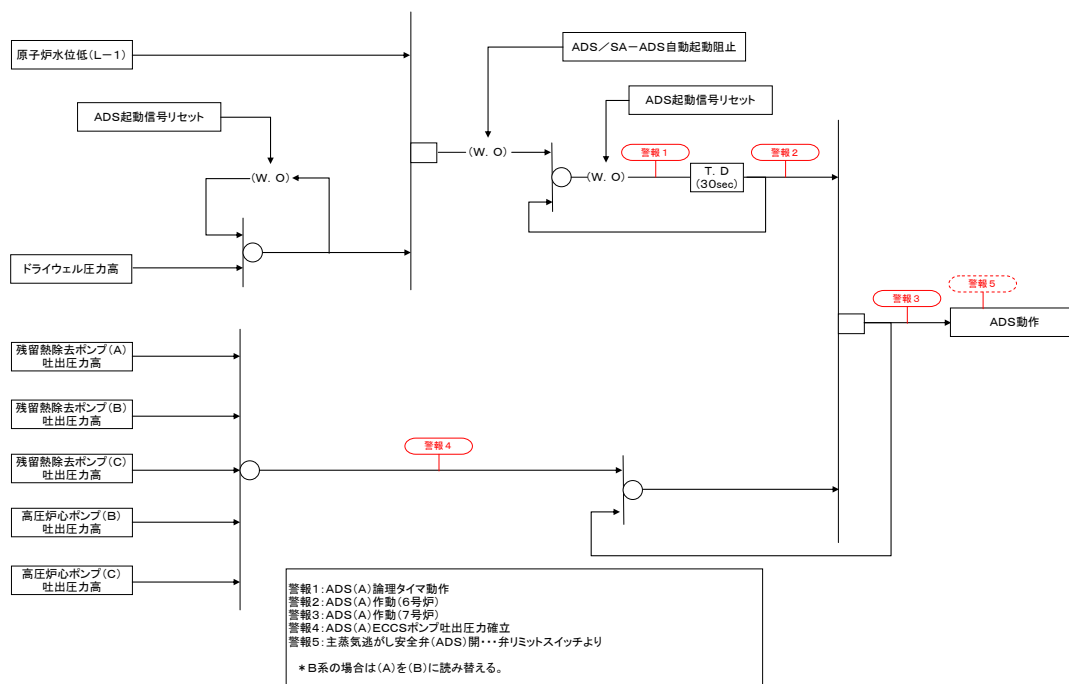 原子炉水位低(L-1)
ADS/SA-ADS自動起動阻止
ADS起動信号リセット
ADS起動信号リセット
(W.O)
(W.O)
(W.O)
警報1
T.D
(30sec)
警報2
ドライウェル圧力高
警報3
警報5
ADS動作
残留熱除去ポンプ(A)
吐出圧力高
残留熱除去ポンプ(B)
吐出圧力高
残留熱除去ポンプ(C)
吐出圧力高
警報4
高圧炉心ポンプ(B)
吐出圧力高
高圧炉心ポンプ(C)
吐出圧力高
警報1:ADS(A)論理タイマ動作
警報2:ADS(A)作動(6号炉)
警報3:ADS(A)作動(7号炉)
警報4:ADS(A)ECCSポンプ吐出圧力確立
警報5:主蒸気逃がし安全弁(ADS)開・・・弁リミットスイッチより
*B系の場合は(A)を(B)に読み替える。